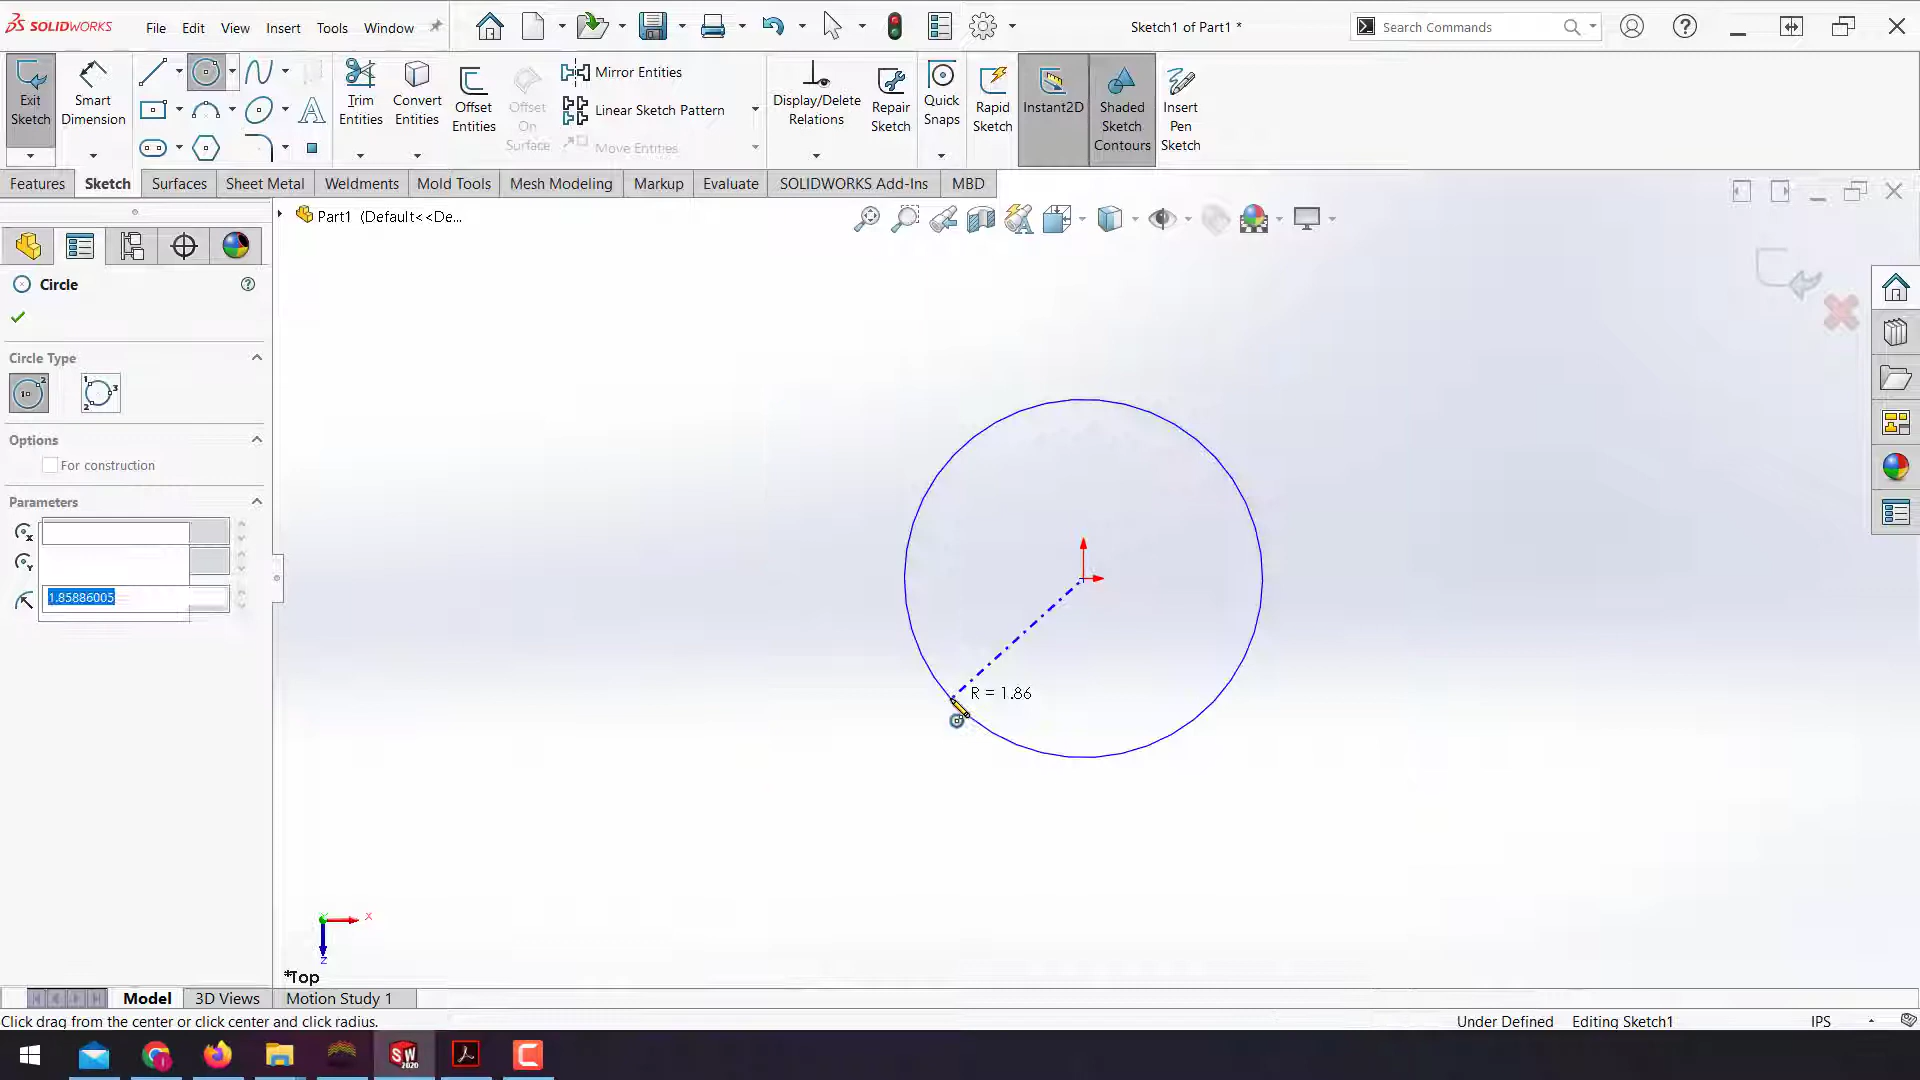 SOLIDWORKS File Edit View Insert Tools Window Sketch1 of Part1 * Search Commands
Exit Sketch
Smart Dimension
Trim Entities
Convert Entities
Offset Entities
Offset On Surface
Mirror Entities
Linear Sketch Pattern
Move Entities
Display/Delete Relations
Repair Sketch
Quick Snaps
Rapid Sketch
Instant2D
Shaded Sketch Contours
Insert Pen Sketch
Features Sketch Surfaces Sheet Metal Weldments Mold Tools Mesh Modeling Markup Evaluate SOLIDWORKS Add-Ins MBD
Part1 (Default<<De...
Circle
Circle Type
Options
For construction
Parameters
1.85886005
R = 1.86
X
Z
*Top
Model 3D Views Motion Study 1
Click drag from the center or click center and click radius. Under Defined Editing Sketch1 IPS
SW 2020